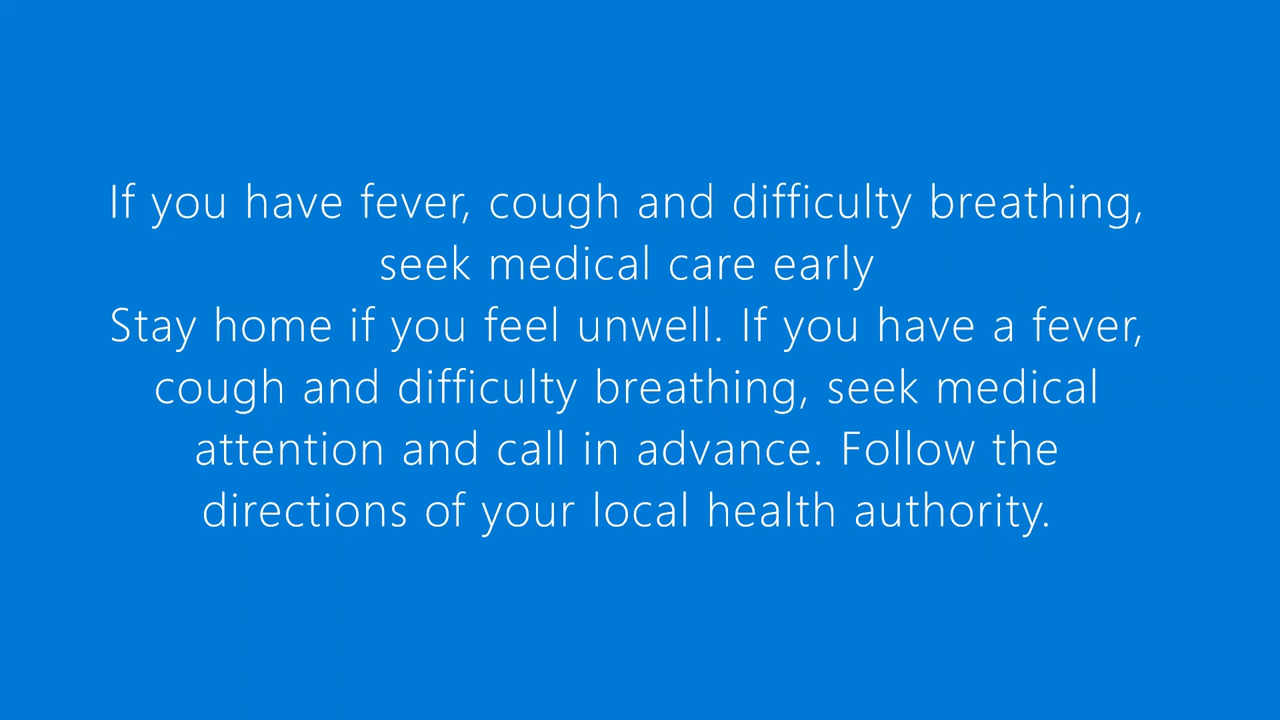 If you have fever, cough and difficulty breathing,
seek medical care early
Stay home if you feel unwell. If you have a fever,
cough and difficulty breathing, seek medical
attention and call in advance. Follow the
directions of your local health authority.